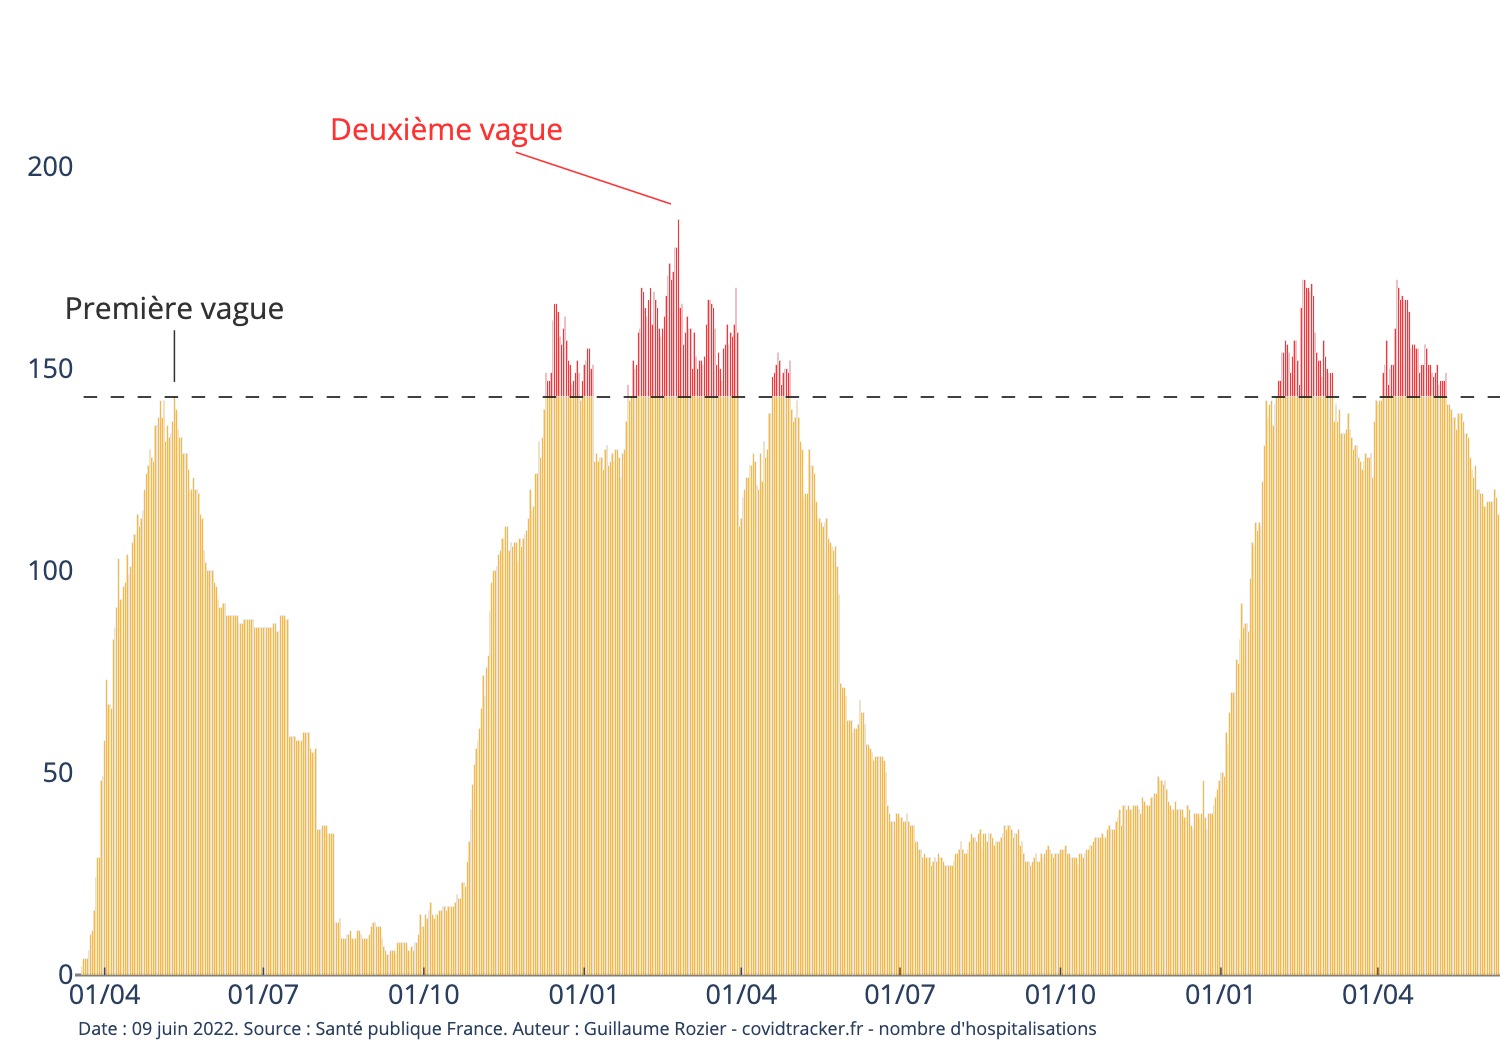 Deuxième vague
200
Première vague
150
100
50
0
01/04 01/07 01/10 01/01 01/04 01/07 01/10 01/01 01/04
Date : 09 juin 2022. Source : Santé publique France. Auteur : Guillaume Rozier - covidtracker.fr - nombre d'hospitalisations